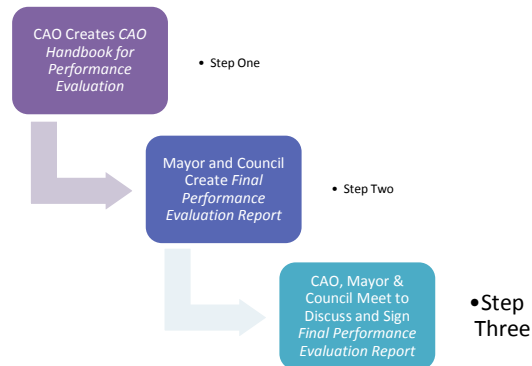 CAO Creates CAO
Handbook for
Performance
Evaluation
• Step One
Mayor and Council
Create Final
Performance
Evaluation Report
• Step Two
CAO, Mayor &
Council Meet to
Discuss and Sign
Final Performance
Evaluation Report
•Step
Three